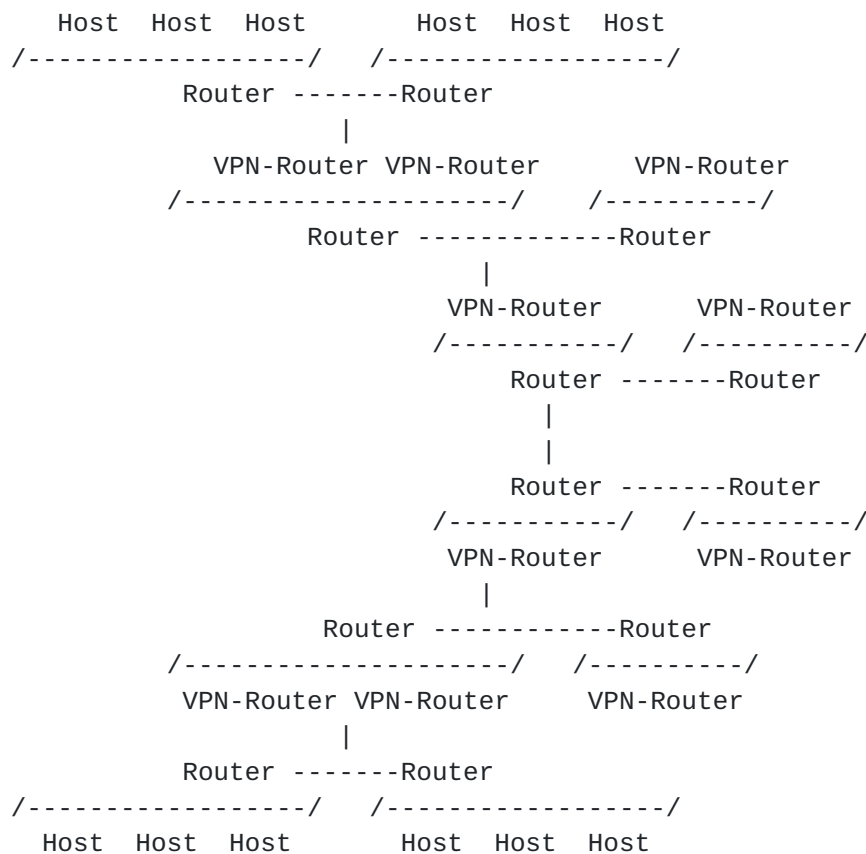 Host  Host  Host       Host  Host  Host
/------------------/   /------------------/
Router -------Router
|
VPN-Router VPN-Router      VPN-Router
/---------------------/    /----------/
Router -------------Router
|
VPN-Router      VPN-Router
/-----------/   /----------/
Router -------Router
|
|
Router -------Router
/-----------/   /----------/
VPN-Router      VPN-Router
|
Router ------------Router
/---------------------/   /----------/
VPN-Router VPN-Router     VPN-Router
|
Router -------Router
/------------------/   /------------------/
Host  Host  Host       Host  Host  Host